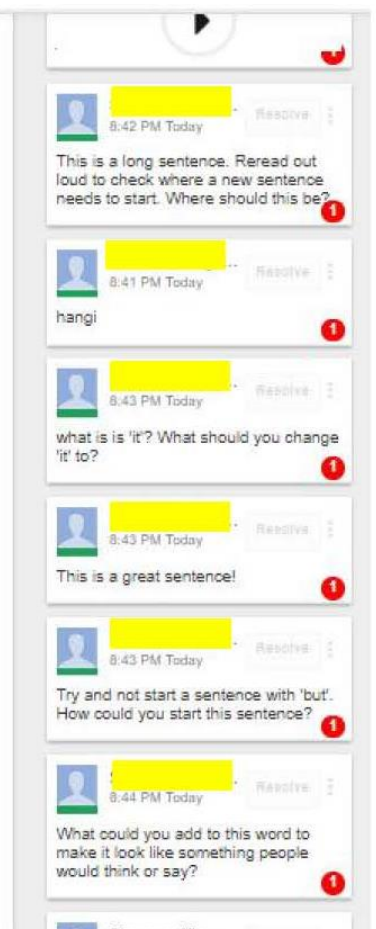 1
Resolve
8:42 PM Today
This is a long sentence. Reread out
loud to check where a new sentence
needs to start. Where should this be?
1
Resolve
8:41 PM Today
hangi
1
Resolve
8:43 PM Today
what is is 'it'? What should you change
'it' to?
1
Resolve
8:43 PM Today
This is a great sentence!
1
Resolve
8:43 PM Today
Try and not start a sentence with 'but'.
How could you start this sentence?
1
Resolve
8:44 PM Today
What could you add to this word to
make it look like something people
would think or say?
1